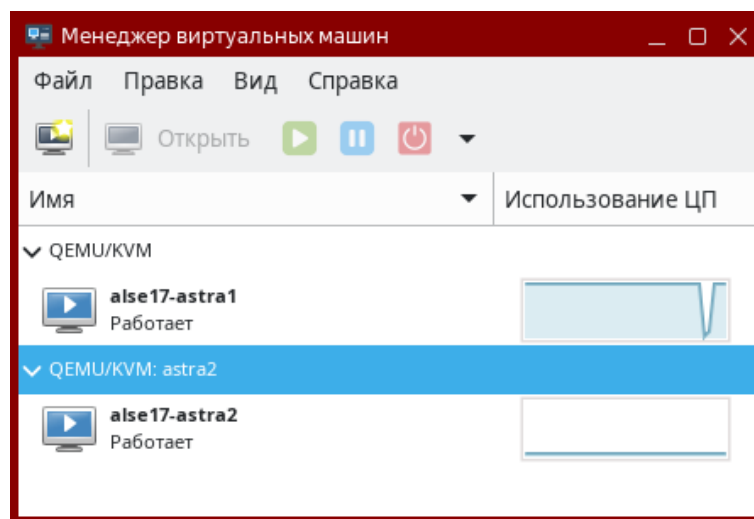 Менеджер виртуальных машин
Файл Правка Вид Справка
Открыть
Имя Использование ЦП
QEMU/KVM
alse17-astra1
Работает
QEMU/KVM: astra2
alse17-astra2
Работает